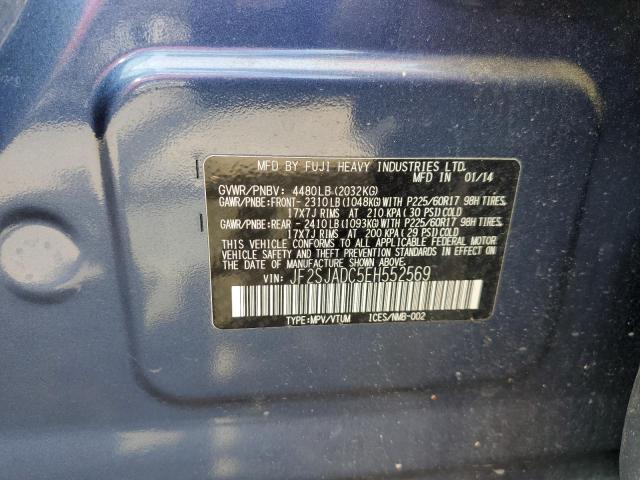 MFD BY FUJI HEAVY INDUSTRIES LTD.
MFD IN 01/14
GVWR/PNBV: 4480LB(2032KG)
GAWR/PNBE:FRONT- 2310LB(1048KG) WITH P225/60R17 98H TIRES,
17X7J RIMS AT 210 KPA(30 PSI)COLD
GAWR/PNBE:REAR - 2410LB(1093KG) WITH P225/60R17 98H TIRES,
17X7J RIMS AT 200 KPA(29 PSI)COLD
THIS VEHICLE CONFORMS TO ALL APPLICABLE FEDERAL MOTOR
VEHICLE SAFETY, BUMPER, AND THEFT PREVENTION
STANDARDS IN EFFECT ON THE DATE OF
MANUFACTURE SHOWN ABOVE.
VIN: JF2SJADC5EH552569
TYPE:MPV/VTUM ICES/NMB-002